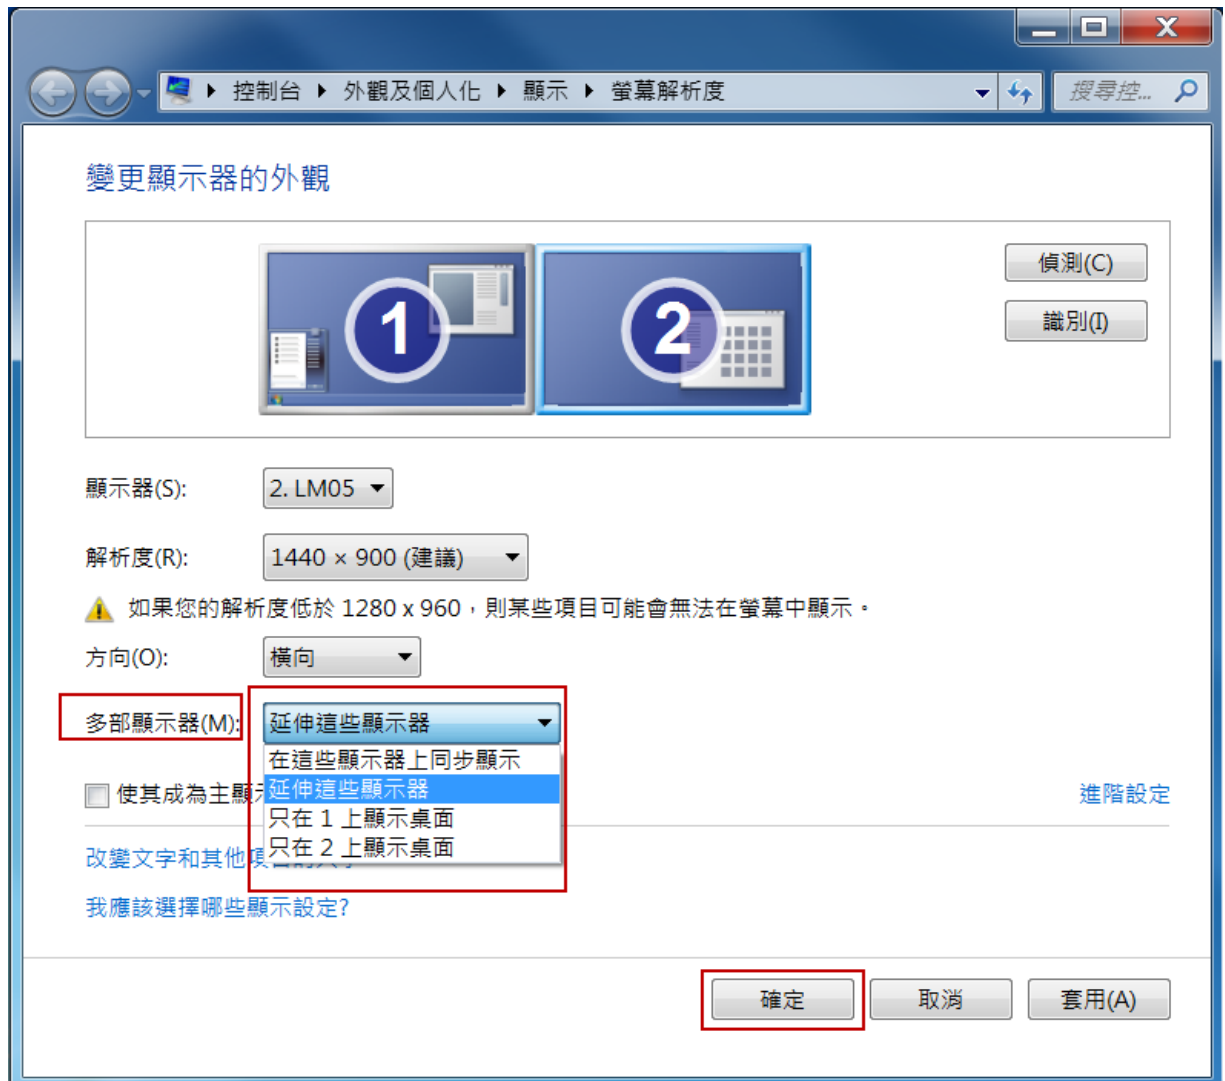 控制台 ▶ 外觀及個人化 ▶ 顯示 ▶ 螢幕解析度
搜尋控...
變更顯示器的外觀
1
2
偵測(C)
識別(I)
顯示器(S):
2. LM05
解析度(R):
1440 × 900 (建議)
如果您的解析度低於 1280 x 960，則某些項目可能會無法在螢幕中顯示。
方向(O):
橫向
多部顯示器(M):
延伸這些顯示器
在這些顯示器上同步顯示
延伸這些顯示器
只在 1 上顯示桌面
只在 2 上顯示桌面
使其成為主顯
進階設定
改變文字和其他
我應該選擇哪些顯示設定?
確定
取消
套用(A)